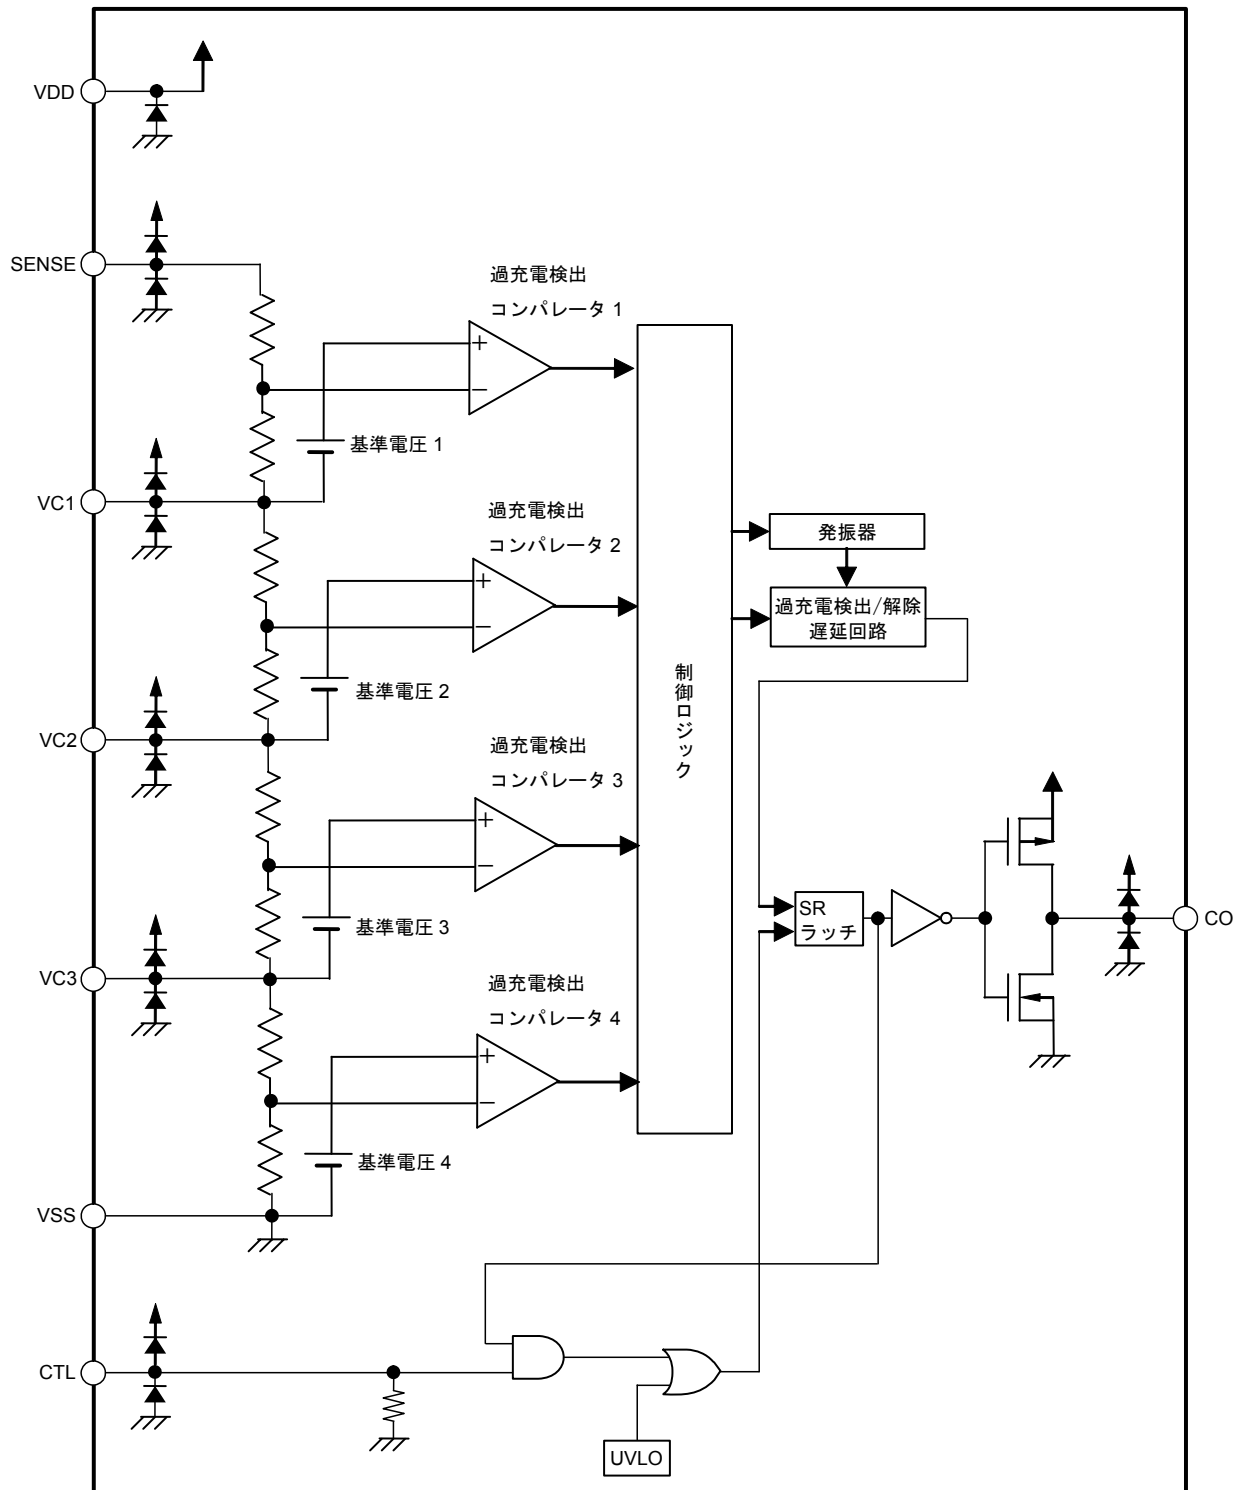 VDD
SENSE
過充電検出
コンパレータ 1
+
−
基準電圧 1
VC1
過充電検出
コンパレータ 2
+
−
発振器
過充電検出/解除
遅延回路
基準電圧 2
制御ロジック
VC2
過充電検出
コンパレータ 3
+
−
SR
ラッチ
CO
基準電圧 3
VC3
過充電検出
コンパレータ 4
+
−
基準電圧 4
VSS
CTL
UVLO